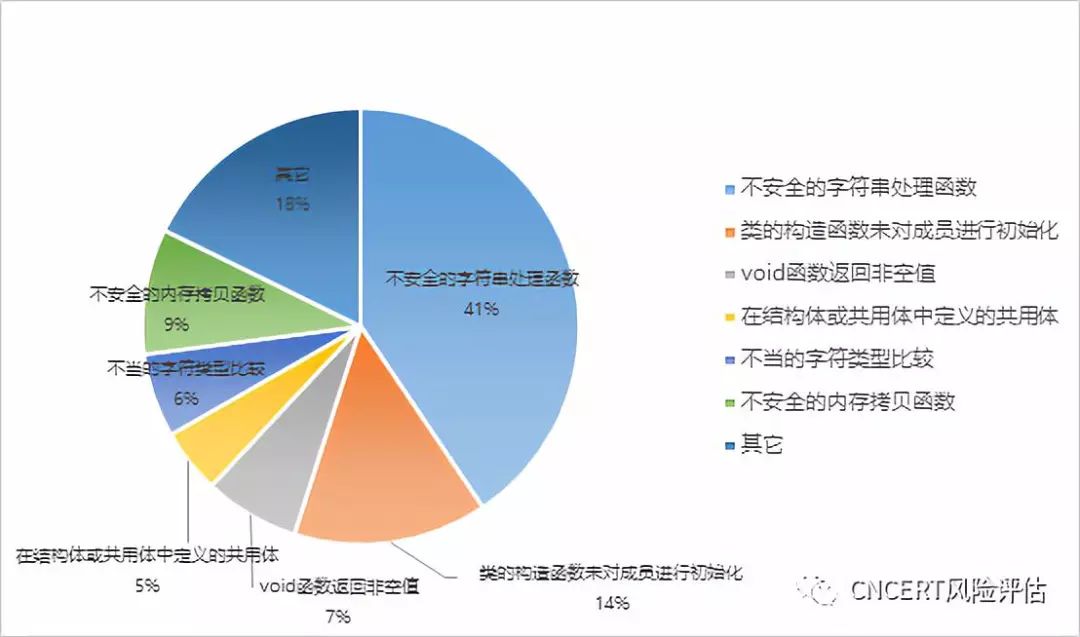 其它
18%
不安全的字符串处理函数
41%
不安全的内存拷贝函数
9%
不当的字符类型比较
6%
在结构体或共用体中定义的共用体
5%
void函数返回非空值
7%
类的构造函数未对成员进行初始化
14%
不安全的字符串处理函数
类的构造函数未对成员进行初始化
void函数返回非空值
在结构体或共用体中定义的共用体
不当的字符类型比较
不安全的内存拷贝函数
其它
CNCERT风险评估